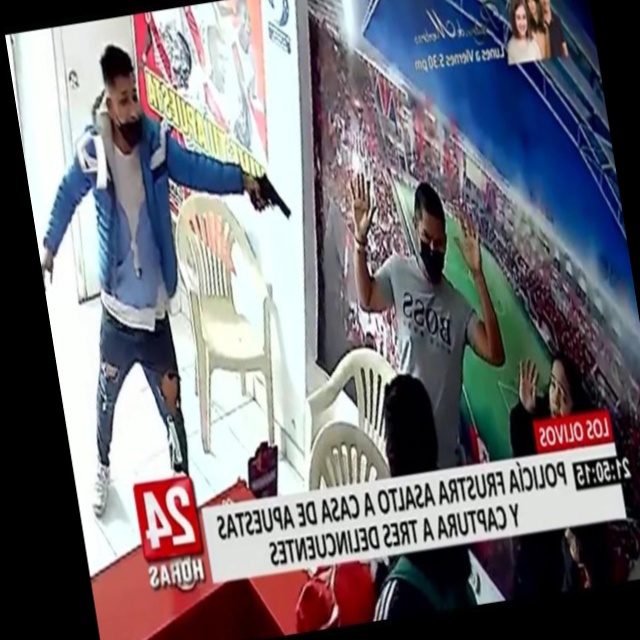 Lunes a Viernes 5:30 pm
BOSS
LOS OLIVOS
21:50:15
POLICÍA FRUSTRA ASALTO A CASA DE APUESTAS
Y CAPTURA A TRES DELINCUENTES
24
HORAS